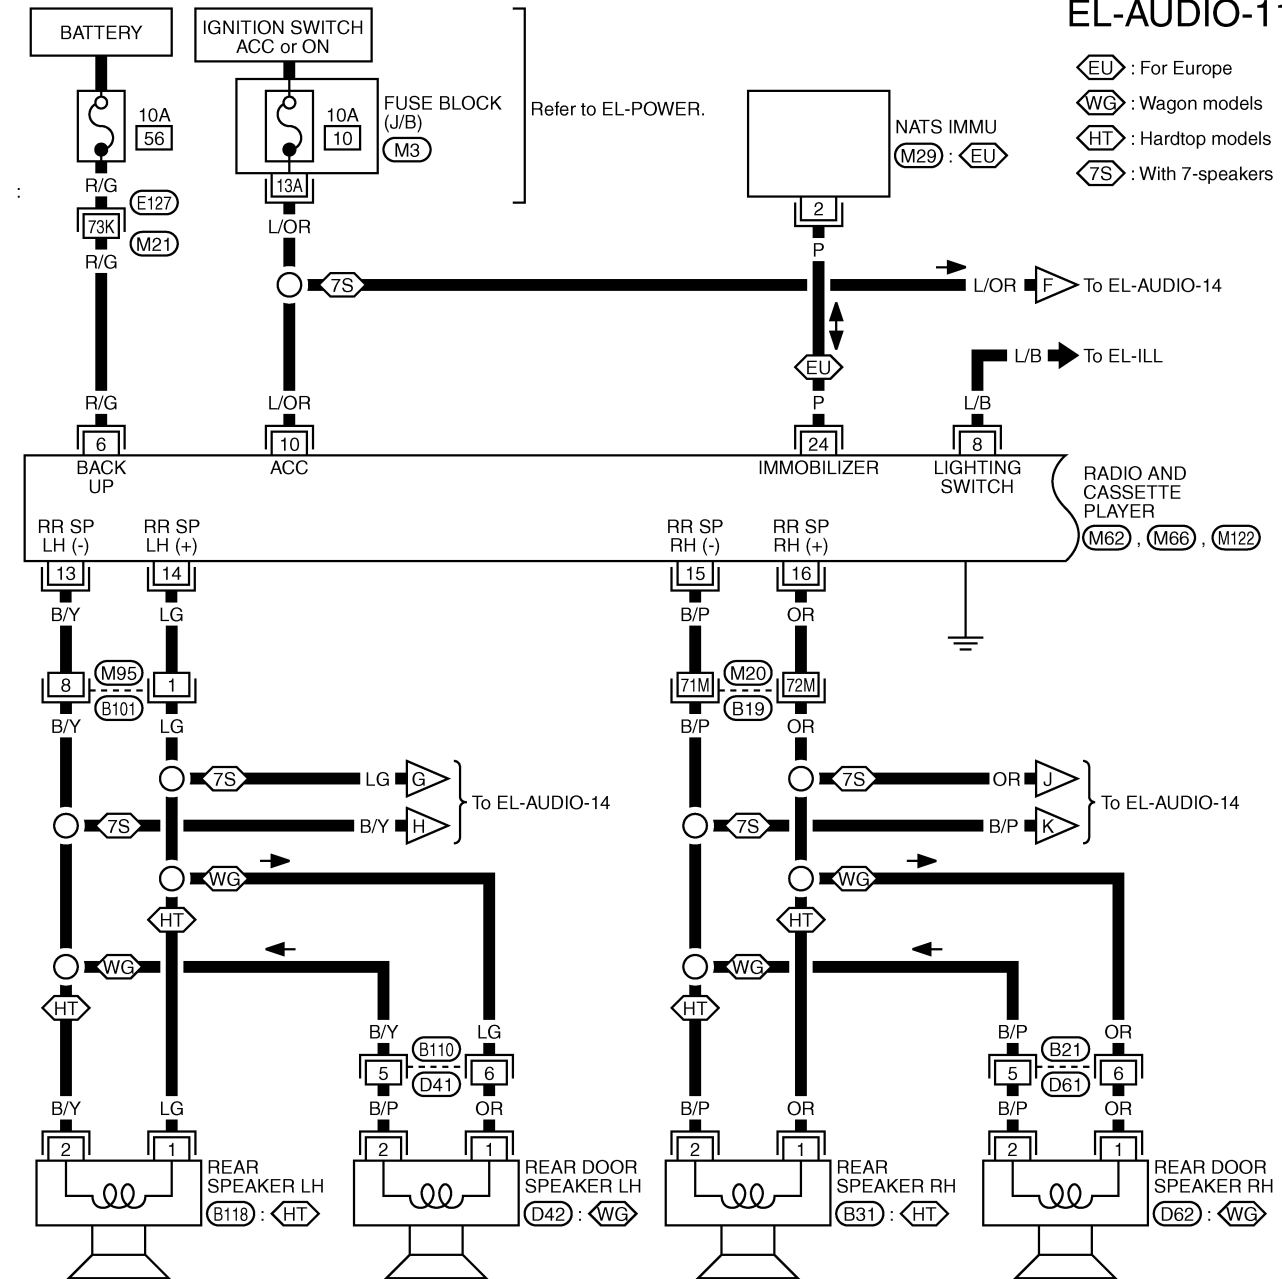 EL-AUDIO-11
BATTERY
IGNITION SWITCH
ACC or ON
EU : For Europe
WG : Wagon models
HT : Hardtop models
7S : With 7-speakers
10A
56
10A
10
FUSE BLOCK
(J/B)
M3
Refer to EL-POWER.
NATS IMMU
M29 : EU
:
R/G
E127
73K
M21
R/G
13A
L/OR
2
P
7S
L/OR
F
To EL-AUDIO-14
EU
L/B
To EL-ILL
R/G
L/OR
P
L/B
6
10
24
8
BACK
UP
ACC
IMMOBILIZER
LIGHTING
SWITCH
RADIO AND
CASSETTE
PLAYER
M62 , M66 , M122
RR SP
LH (-)
RR SP
LH (+)
RR SP
RH (-)
RR SP
RH (+)
13
14
15
16
B/Y
LG
B/P
OR
8
M95
B101
1
71M
M20
B19
72M
B/Y
LG
B/P
OR
7S
LG
G
7S
B/Y
H
To EL-AUDIO-14
7S
OR
J
7S
B/P
K
To EL-AUDIO-14
WG
WG
HT
HT
WG
WG
HT
HT
B/Y
LG
B/P
OR
5
B110
D41
6
5
B21
D61
6
B/Y
LG
B/P
OR
B/P
OR
B/P
OR
2
1
2
1
2
1
2
1
REAR
SPEAKER LH
B118 : HT
REAR DOOR
SPEAKER LH
D42 : WG
REAR
SPEAKER RH
B31 : HT
REAR DOOR
SPEAKER RH
D62 : WG